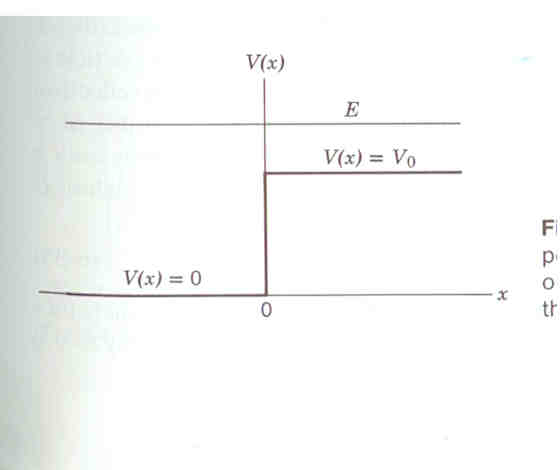 V(x)
E
V(x) = V₀
V(x) = 0
x
0
Fi
p
o
th